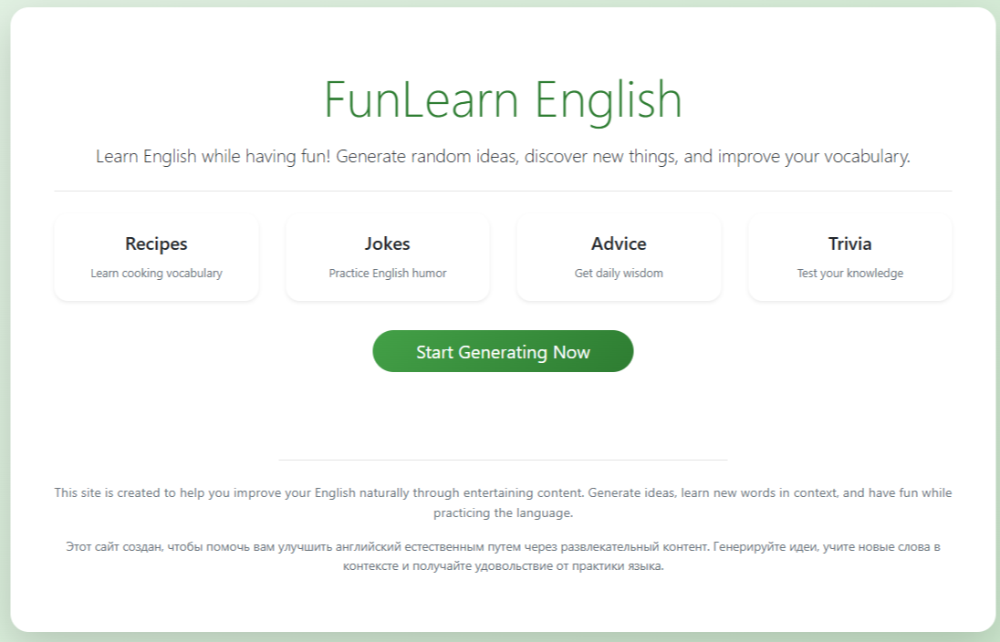 FunLearn English
Learn English while having fun! Generate random ideas, discover new things, and improve your vocabulary.
Recipes
Learn cooking vocabulary
Jokes
Practice English humor
Advice
Get daily wisdom
Trivia
Test your knowledge
Start Generating Now
This site is created to help you improve your English naturally through entertaining content. Generate ideas, learn new words in context, and have fun while
practicing the language.
Этот сайт создан, чтобы помочь вам улучшить английский естественным путем через развлекательный контент. Генерируйте идеи, учите новые слова в
контексте и получайте удовольствие от практики языка.